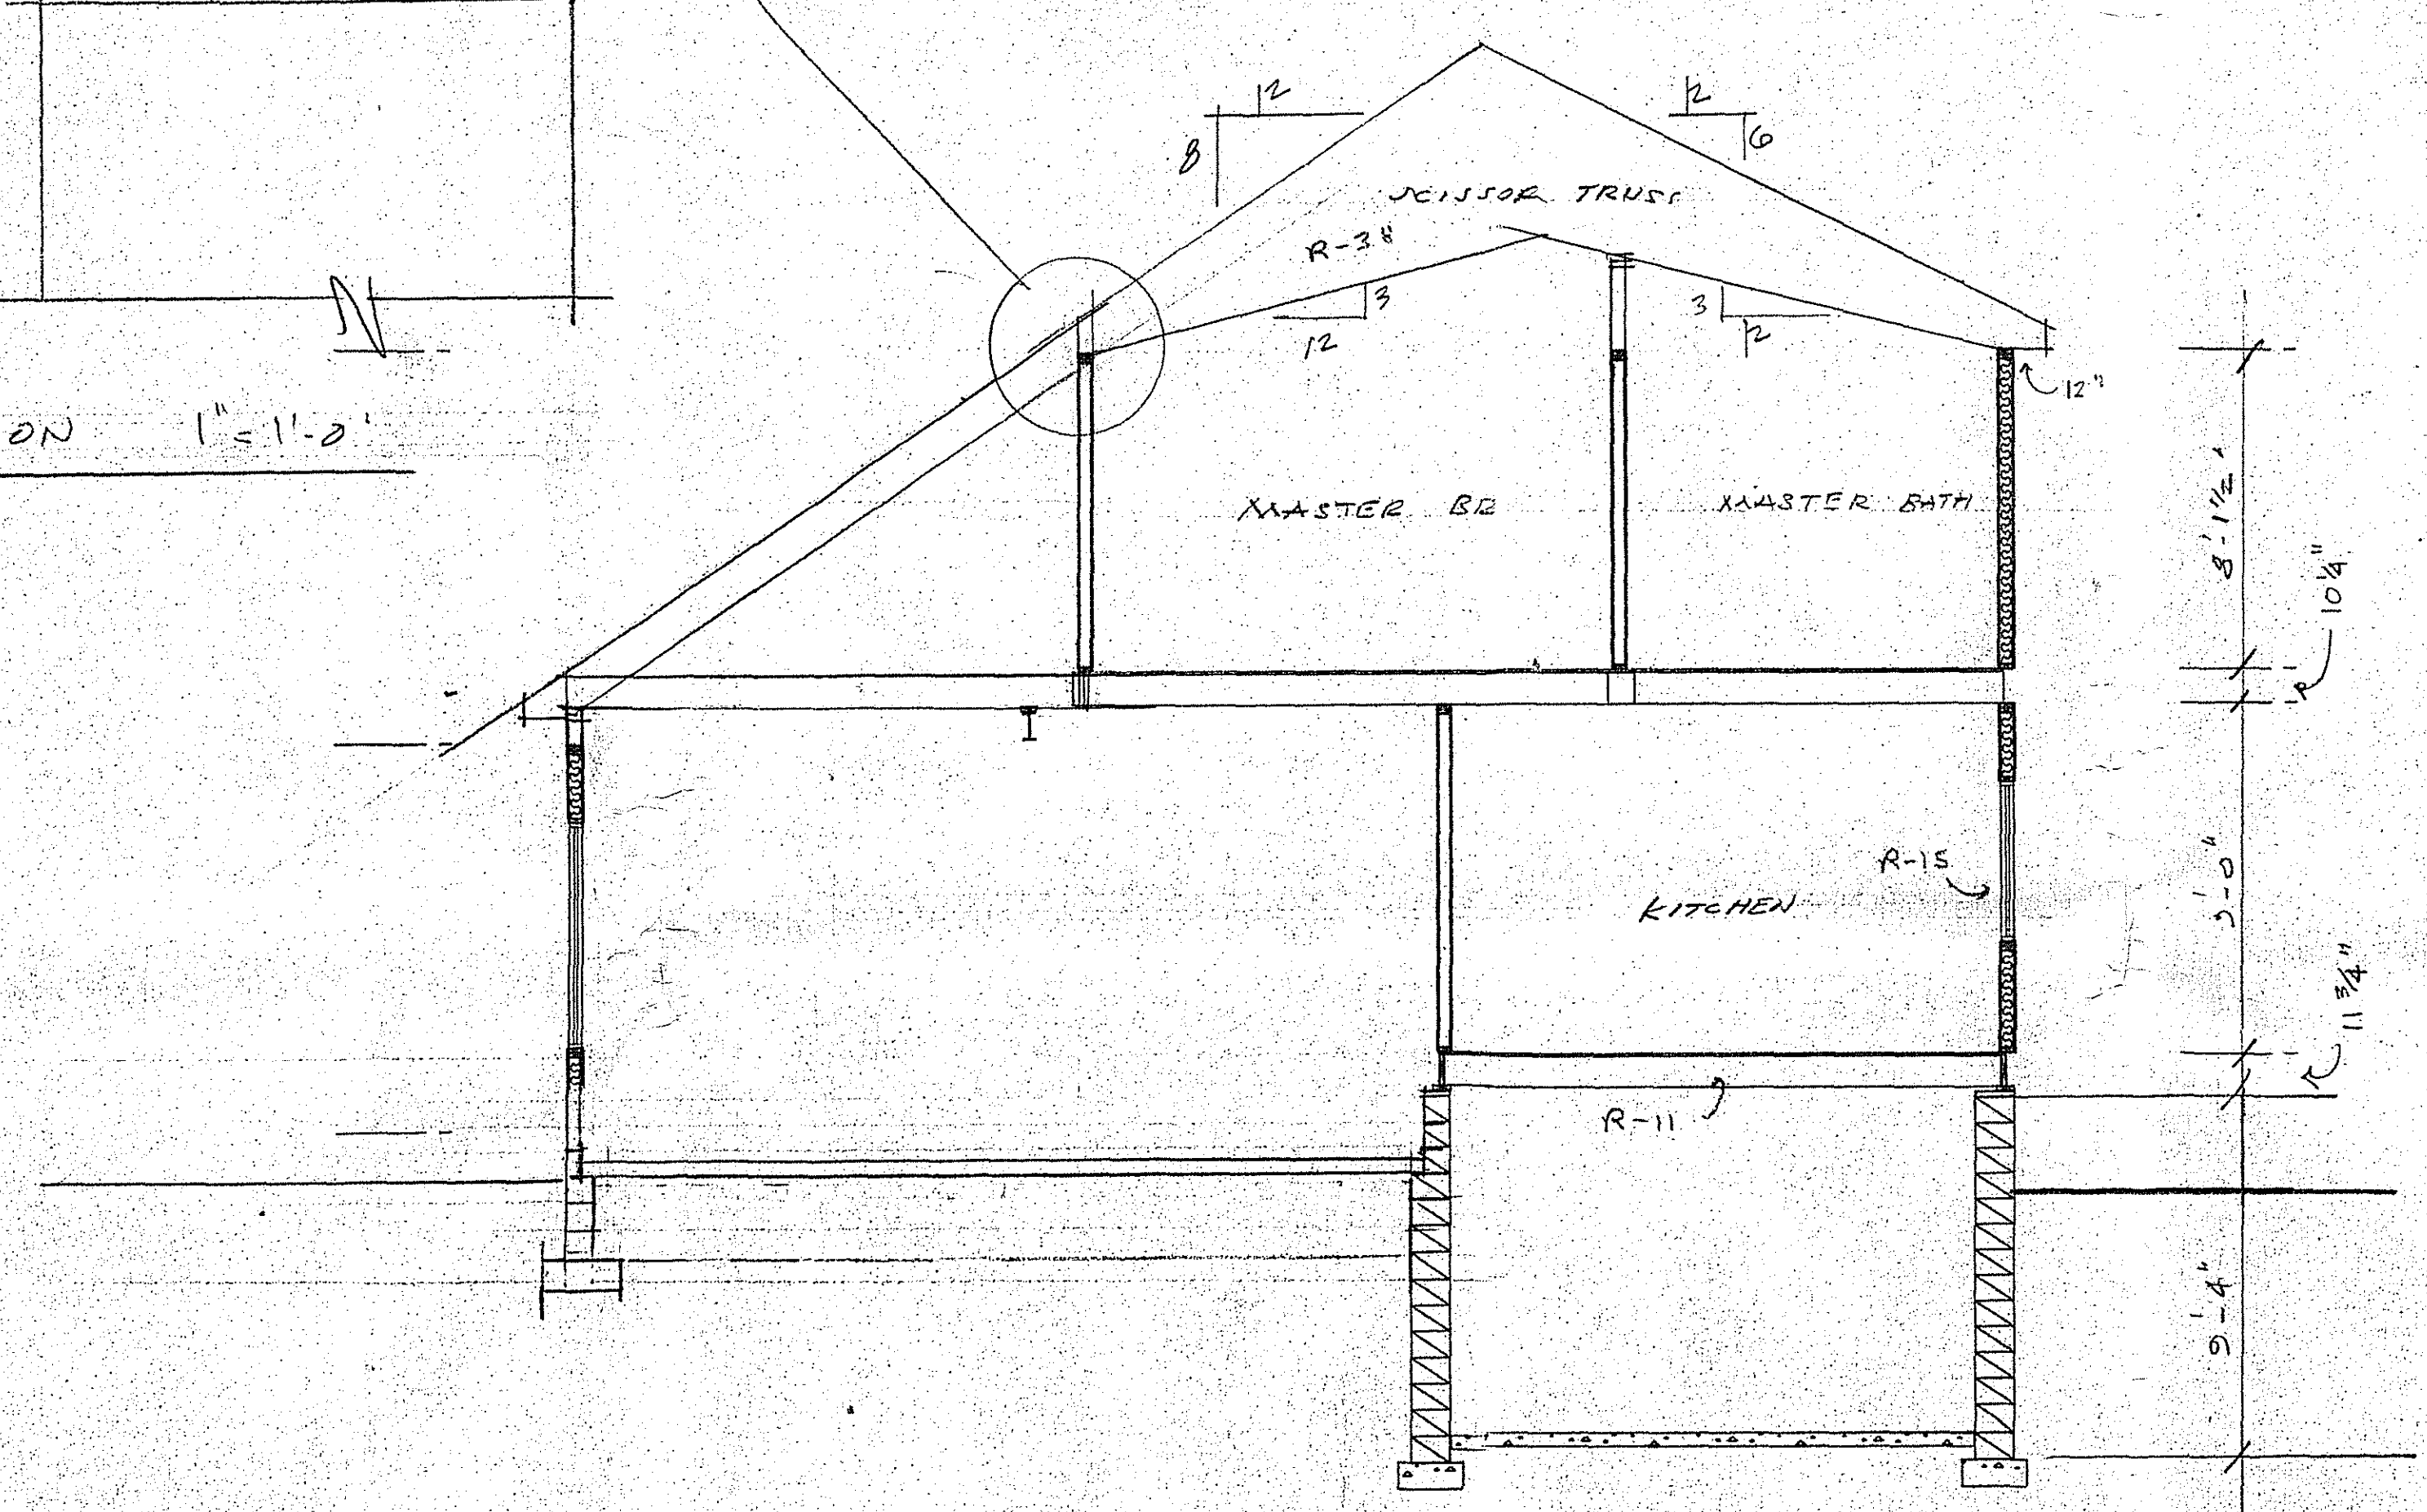 12
8
12
6
SCISSOR TRUSS
R-38
3
12
3
12
12"
ON 1"=1'-0"
MASTER BR
MASTER BATH
8'-1 1/2"
10 1/4"
R-15
KITCHEN
9'-0"
11 3/4"
R-11
9'-4"